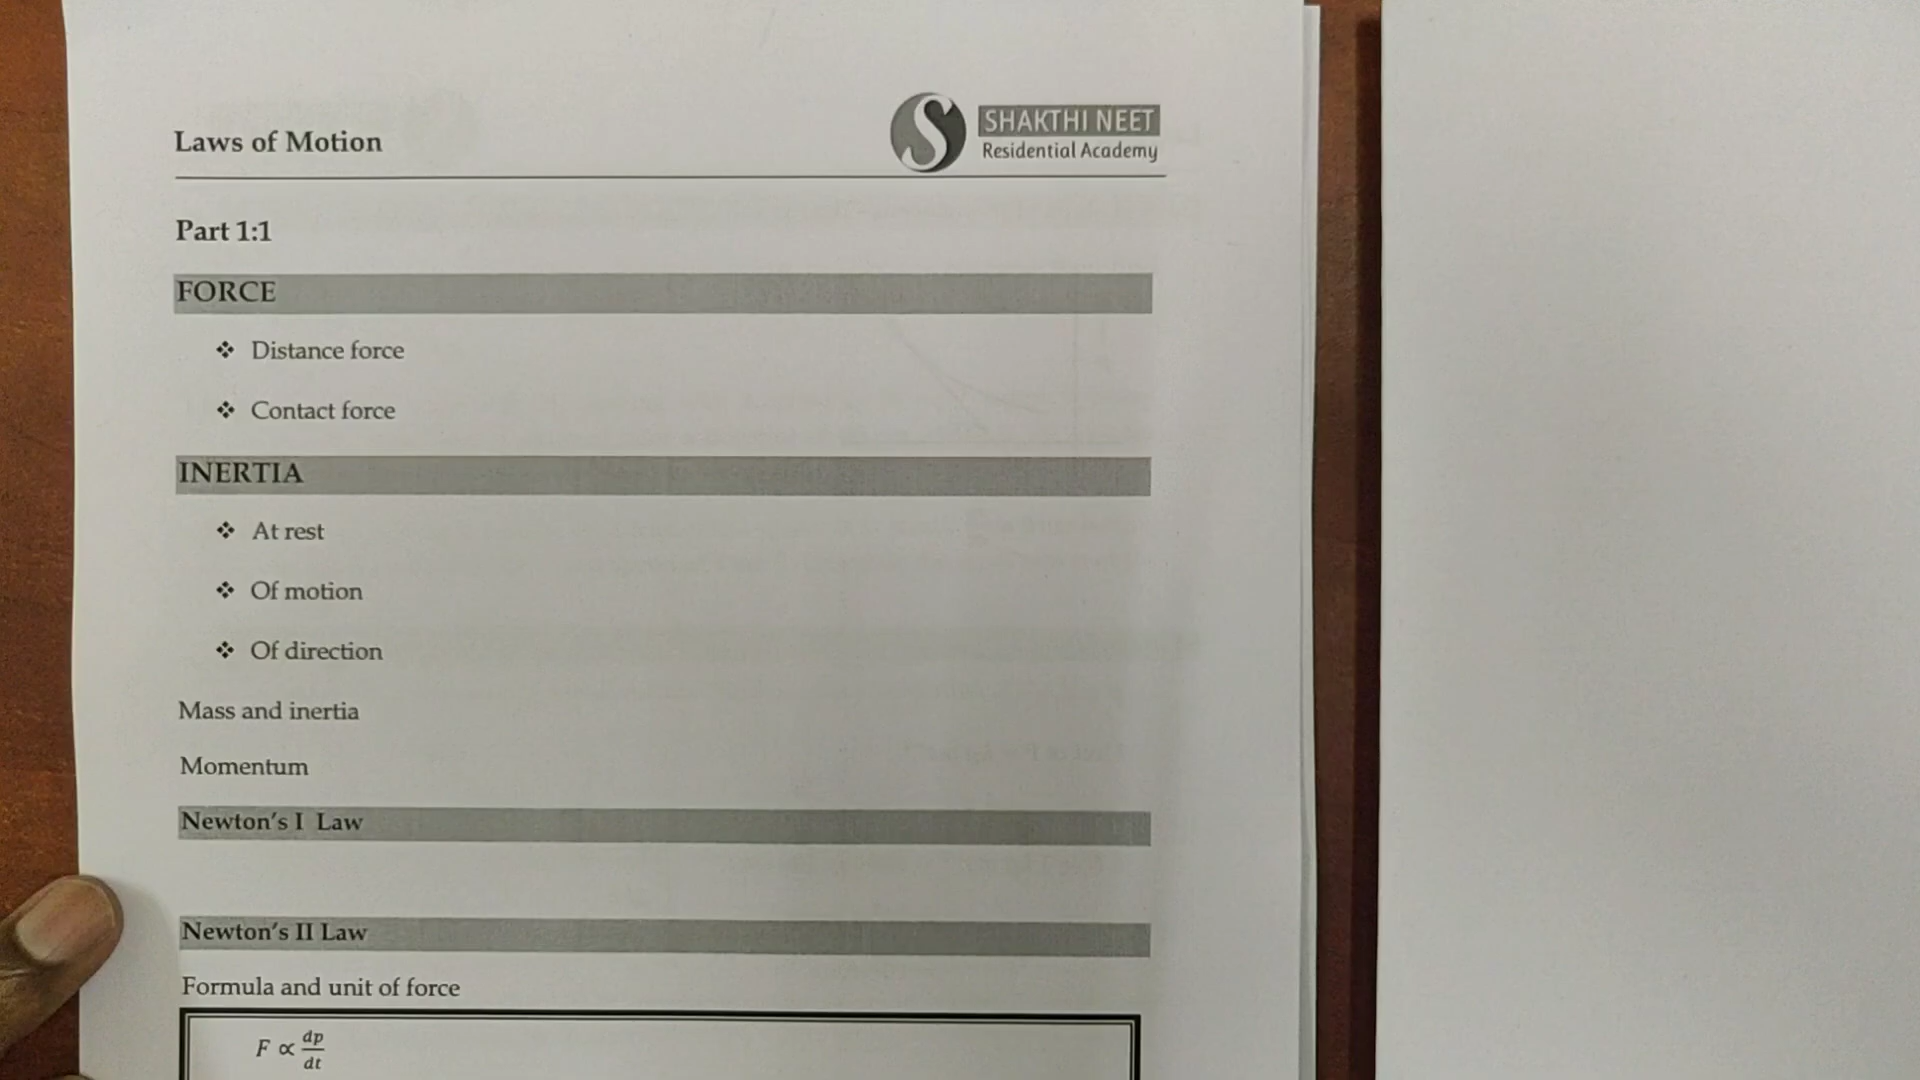 Laws of Motion
SHAKTHI NEET
Residential Academy
Part 1:1
FORCE
❖ Distance force
❖ Contact force
INERTIA
❖ At rest
❖ Of motion
❖ Of direction
Mass and inertia
Momentum
Newton's I Law
Newton's II Law
Formula and unit of force
F ∝ dp/dt